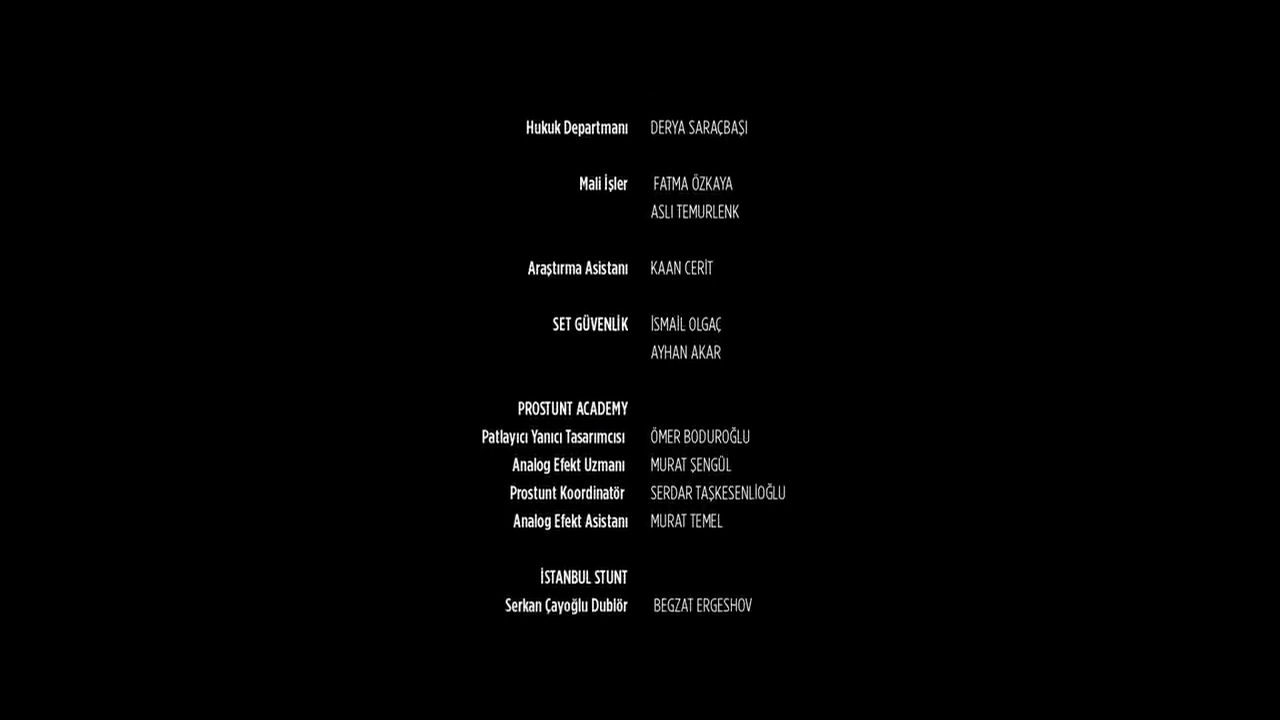 Hukuk Departmanı DERYA SARAÇBAŞI
Mali İşler FATMA ÖZKAYA
ASLI TEMURLENK
Araştırma Asistanı KAAN CERİT
SET GÜVENLİK İSMAİL OLGAÇ
AYHAN AKAR
PROSTUNT ACADEMY
Patlayıcı Yanıcı Tasarımcısı ÖMER BODUROĞLU
Analog Efekt Uzmanı MURAT ŞENGÜL
Prostunt Koordinatör SERDAR TAŞKESENLİOĞLU
Analog Efekt Asistanı MURAT TEMEL
İSTANBUL STUNT
Serkan Çayoğlu Dublör BEGZAT ERGESHOV